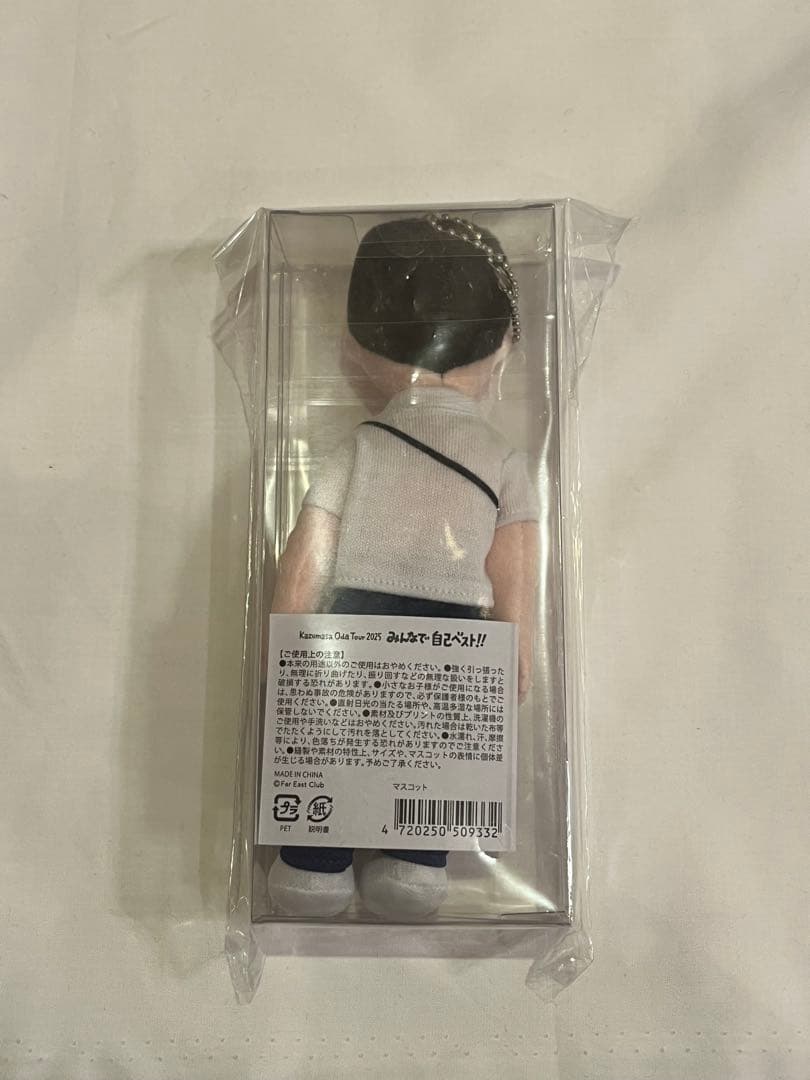 Kazumasa Oda Tour 2025 みんなで自己ベスト!!
【ご使用上の注意】
●本来の用途以外のご使用はおやめください。●強く引っ張った
り、無理に折り曲げたり、振り回すなどの無理な扱いをしますと
破損する恐れがあります。●小さなお子様がご使用になる場合
は、思わぬ事故の危険がありますので、必ず保護者様のもとでご
使用ください。●直射日光の当たる場所や、高温多湿な場所には
保管しないでください。●素材及びプリントの性質上、洗濯機の
ご使用や手洗いなどはおやめください。汚れた場合は乾いた布等
でたたくようにして汚れを落としてください。●水濡れ、汗、摩擦
等により、色落ちが発生する恐れがありますのでご注意くださ
い。●縫製や素材の特性上、サイズや、マスコットの表情に個体差
が生じる場合があります。予めご了承ください。
MADE IN CHINA
©Far East Club
マスコット
プラ
PET
紙
説明書
4 720250 509332